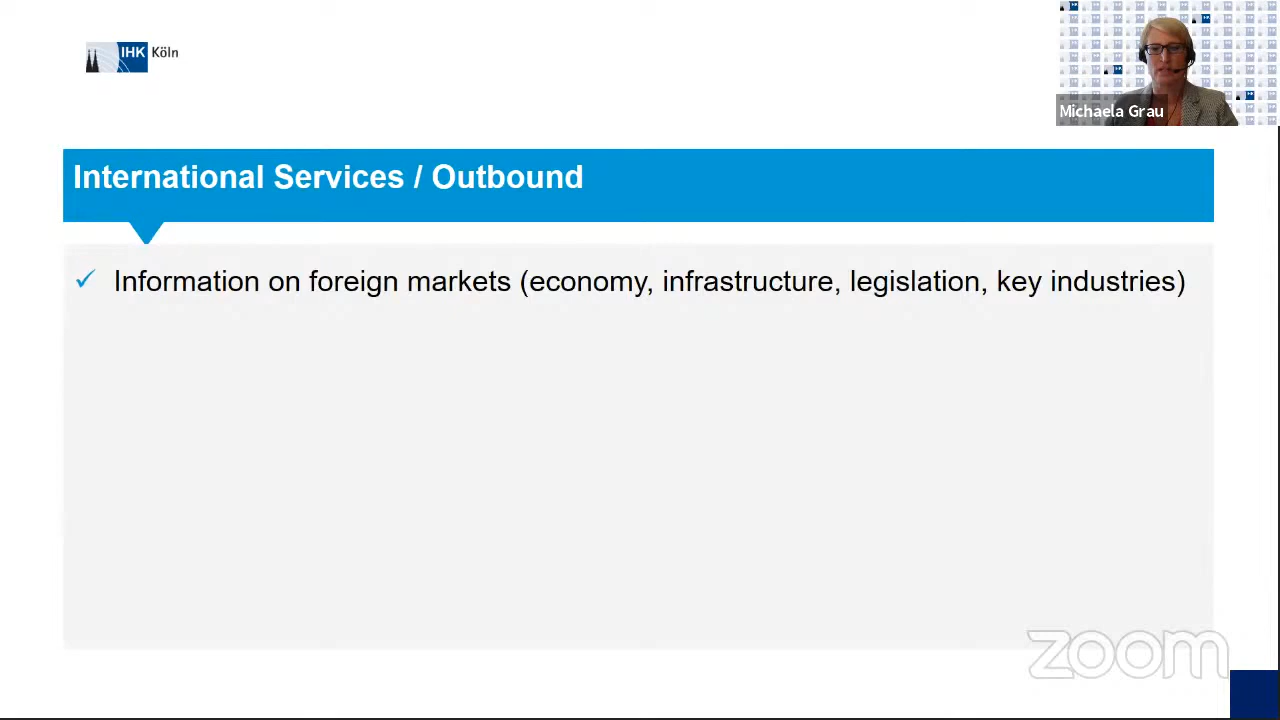 IHK Köln
Michaela Grau
International Services / Outbound
✓ Information on foreign markets (economy, infrastructure, legislation, key industries)
zoom